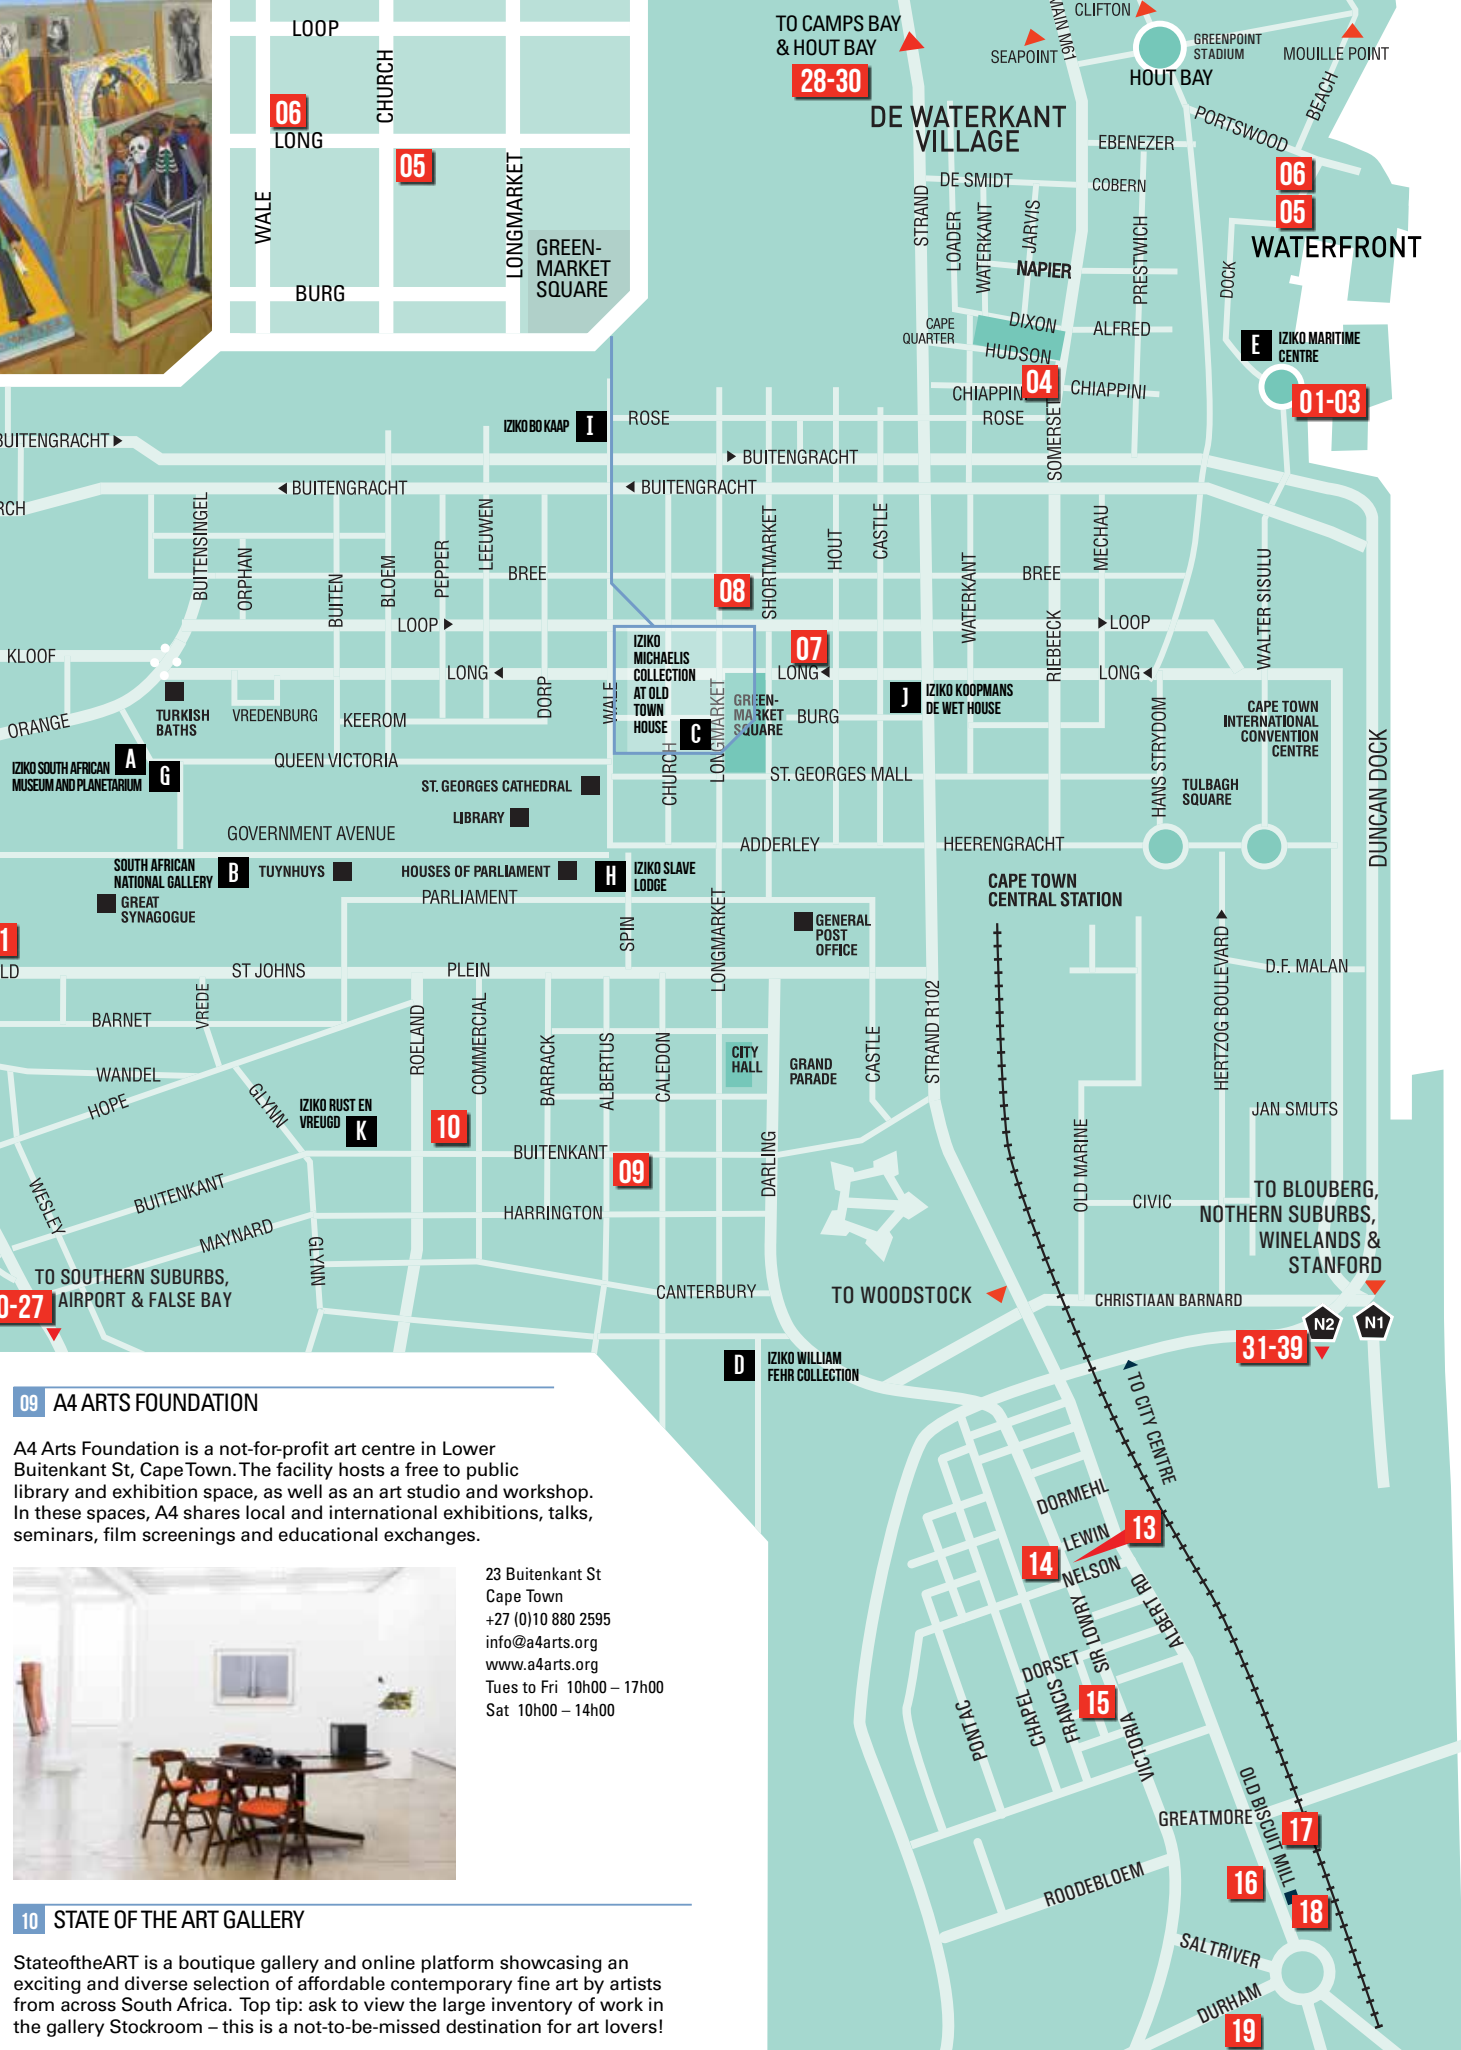 LOOP
CHURCH
06
LONG
05
WALE
LONGMARKET
GREEN-
MARKET
SQUARE
BURG
TO CAMPS BAY
& HOUT BAY
28-30
MAIN M61
CLIFTON
SEAPOINT
GREENPOINT
STADIUM
MOUILLE POINT
HOUT BAY
BEACH
PORTSWOOD
DE WATERKANT
VILLAGE
EBENEZER
06
05
WATERFRONT
DE SMIDT
COBERN
STRAND
LOADER
WATERKANT
JARVIS
NAPIER
PRESTWICH
DOCK
CAPE
QUARTER
DIXON
ALFRED
HUDSON
E
IZIKO MARITIME
CENTRE
04
CHIAPPINI
CHIAPPINI
01-03
IZIKO BO KAAP
I
ROSE
ROSE
SOMERSET
BUITENGRACHT
BUITENGRACHT
BUITENGRACHT
BUITENGRACHT
RCH
BUITENSINGEL
ORPHAN
BUITEN
BLOEM
PEPPER
LEEUWEN
BREE
SHORTMARKET
HOUT
CASTLE
WATERKANT
BREE
MECHAU
WALTER SISULU
08
LOOP
LOOP
KLOOF
07
LONG
LONG
LONG
RIEBEECK
DORP
WALE
IZIKO
MICHAELIS
COLLECTION
AT OLD
TOWN
HOUSE
C
LONGMARKET
GREEN-
MARKET
SQUARE
BURG
J
IZIKO KOOPMANS
DE WET HOUSE
HANS STRYDOM
CAPE TOWN
INTERNATIONAL
CONVENTION
CENTRE
ORANGE
TURKISH
BATHS
VREDENBURG
KEEROM
IZIKO SOUTH AFRICAN
MUSEUM AND PLANETARIUM
A
G
QUEEN VICTORIA
ST. GEORGES CATHEDRAL
CHURCH
ST. GEORGES MALL
TULBAGH
SQUARE
DUNCAN DOCK
LIBRARY
GOVERNMENT AVENUE
ADDERLEY
HEERENGRACHT
SOUTH AFRICAN
NATIONAL GALLERY
B
TUYNHUYS
HOUSES OF PARLIAMENT
H
IZIKO SLAVE
LODGE
CAPE TOWN
CENTRAL STATION
GREAT
SYNAGOGUE
PARLIAMENT
SPIN
LONGMARKET
GENERAL
POST
OFFICE
1
LD
ST JOHNS
PLEIN
D.F. MALAN
HERTZOG BOULEVARD
BARNET
VREDE
ROELAND
COMMERCIAL
BARRACK
ALBERTUS
CALEDON
CITY
HALL
GRAND
PARADE
CASTLE
STRAND R102
WANDEL
HOPE
GLYNN
IZIKO RUST EN
VREUGD
K
10
JAN SMUTS
OLD MARINE
BUITENKANT
09
DARLING
WESLEY
BUITENKANT
MAYNARD
GLYNN
HARRINGTON
CIVIC
TO BLOUBERG,
NOTHERN SUBURBS,
WINELANDS &
STANFORD
TO SOUTHERN SUBURBS,
AIRPORT & FALSE BAY
0-27
CANTERBURY
TO WOODSTOCK
CHRISTIAAN BARNARD
N2
N1
31-39
D
IZIKO WILLIAM
FEHR COLLECTION
TO CITY CENTRE
DORMEHL
LEWIN
13
14
NELSON
ALBERT RD
SIR LOWRY
DORSET
15
PONTAC
CHAPEL
FRANCIS
VICTORIA
OLD BISCUIT MILL
GREATMORE
17
ROODEBLOEM
16
18
SALTRIVER
DURHAM
19
09 A4 ARTS FOUNDATION
A4 Arts Foundation is a not-for-profit art centre in Lower
Buitenkant St, Cape Town. The facility hosts a free to public
library and exhibition space, as well as an art studio and workshop.
In these spaces, A4 shares local and international exhibitions, talks,
seminars, film screenings and educational exchanges.
23 Buitenkant St
Cape Town
+27 (0)10 880 2595
info@a4arts.org
www.a4arts.org
Tues to Fri 10h00 – 17h00
Sat 10h00 – 14h00
10 STATE OF THE ART GALLERY
StateoftheART is a boutique gallery and online platform showcasing an
exciting and diverse selection of affordable contemporary fine art by artists
from across South Africa. Top tip: ask to view the large inventory of work in
the gallery Stockroom – this is a not-to-be-missed destination for art lovers!